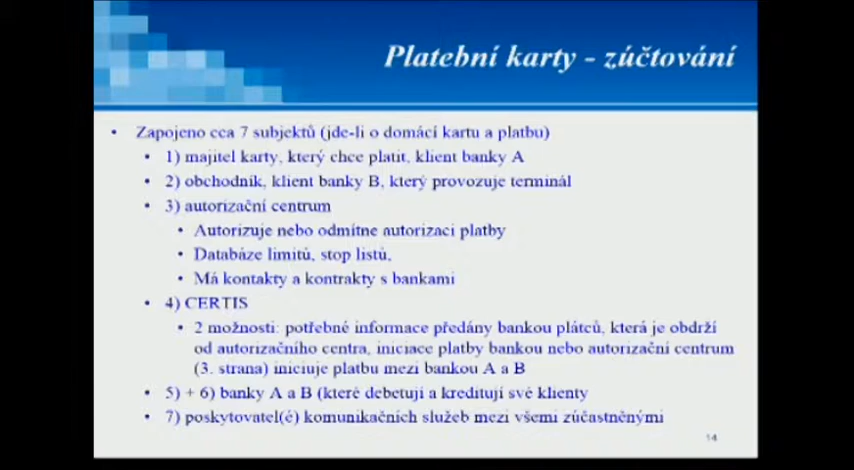 Platební karty - zúčtování
• Zapojeno cca 7 subjektů (jde-li o domácí kartu a platbu)
• 1) majitel karty, který chce platit, klient banky A
• 2) obchodník, klient banky B, který provozuje terminál
• 3) autorizační centrum
• Autorizuje nebo odmítne autorizaci platby
• Databáze limitů, stop listů,
• Má kontakty a kontrakty s bankami
• 4) CERTIS
• 2 možnosti: potřebné informace předány bankou plátců, která je obdrží
od autorizačního centra, iniciace platby bankou nebo autorizační centrum
(3. strana) iniciuje platbu mezi bankou A a B
• 5) + 6) banky A a B (které debetují a kreditují své klienty
• 7) poskytovatel(é) komunikačních služeb mezi všemi zúčastněnými
14